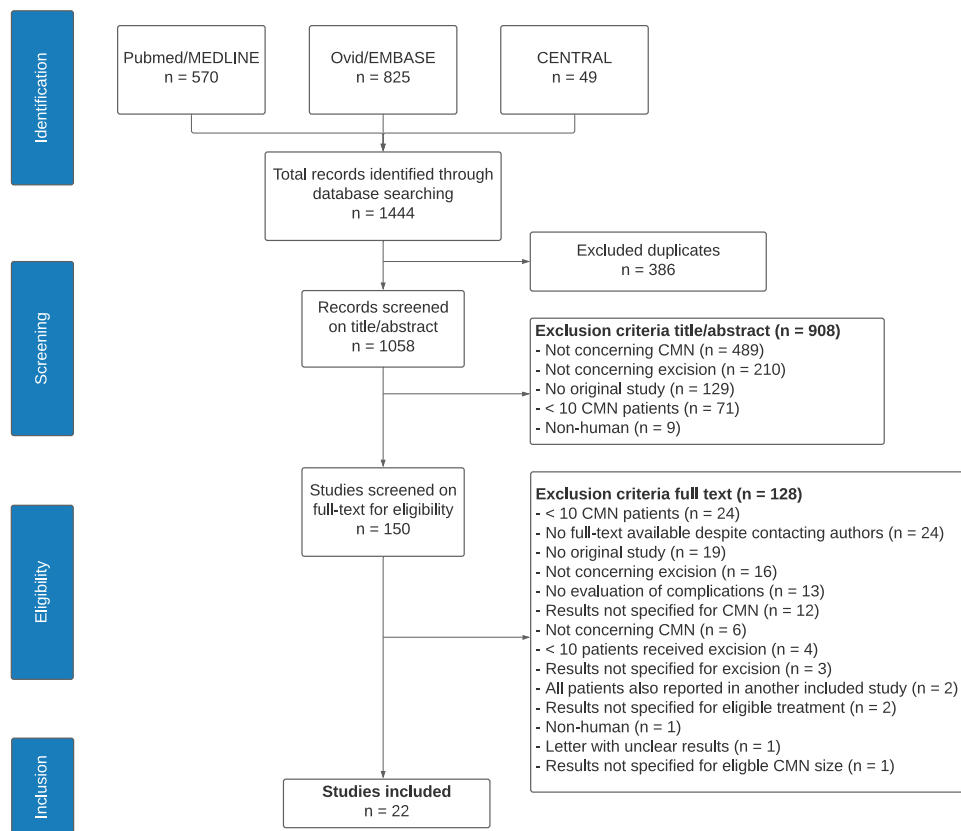 Identification
Pubmed/MEDLINE
n = 570
Ovid/EMBASE
n = 825
CENTRAL
n = 49
Total records identified through
database searching
n = 1444
Excluded duplicates
n = 386
Screening
Records screened
on title/abstract
n = 1058
Exclusion criteria title/abstract (n = 908)
- Not concerning CMN (n = 489)
- Not concerning excision (n = 210)
- No original study (n = 129)
- < 10 CMN patients (n = 71)
- Non-human (n = 9)
Eligibility
Studies screened on
full-text for eligibility
n = 150
Exclusion criteria full text (n = 128)
- < 10 CMN patients (n = 24)
- No full-text available despite contacting authors (n = 24)
- No original study (n = 19)
- Not concerning excision (n = 16)
- No evaluation of complications (n = 13)
- Results not specified for CMN (n = 12)
- Not concerning CMN (n = 6)
- < 10 patients received excision (n = 4)
- Results not specified for excision (n = 3)
- All patients also reported in another included study (n = 2)
- Results not specified for eligible treatment (n = 2)
- Non-human (n = 1)
- Letter with unclear results (n = 1)
- Results not specified for eligble CMN size (n = 1)
Inclusion
Studies included
n = 22